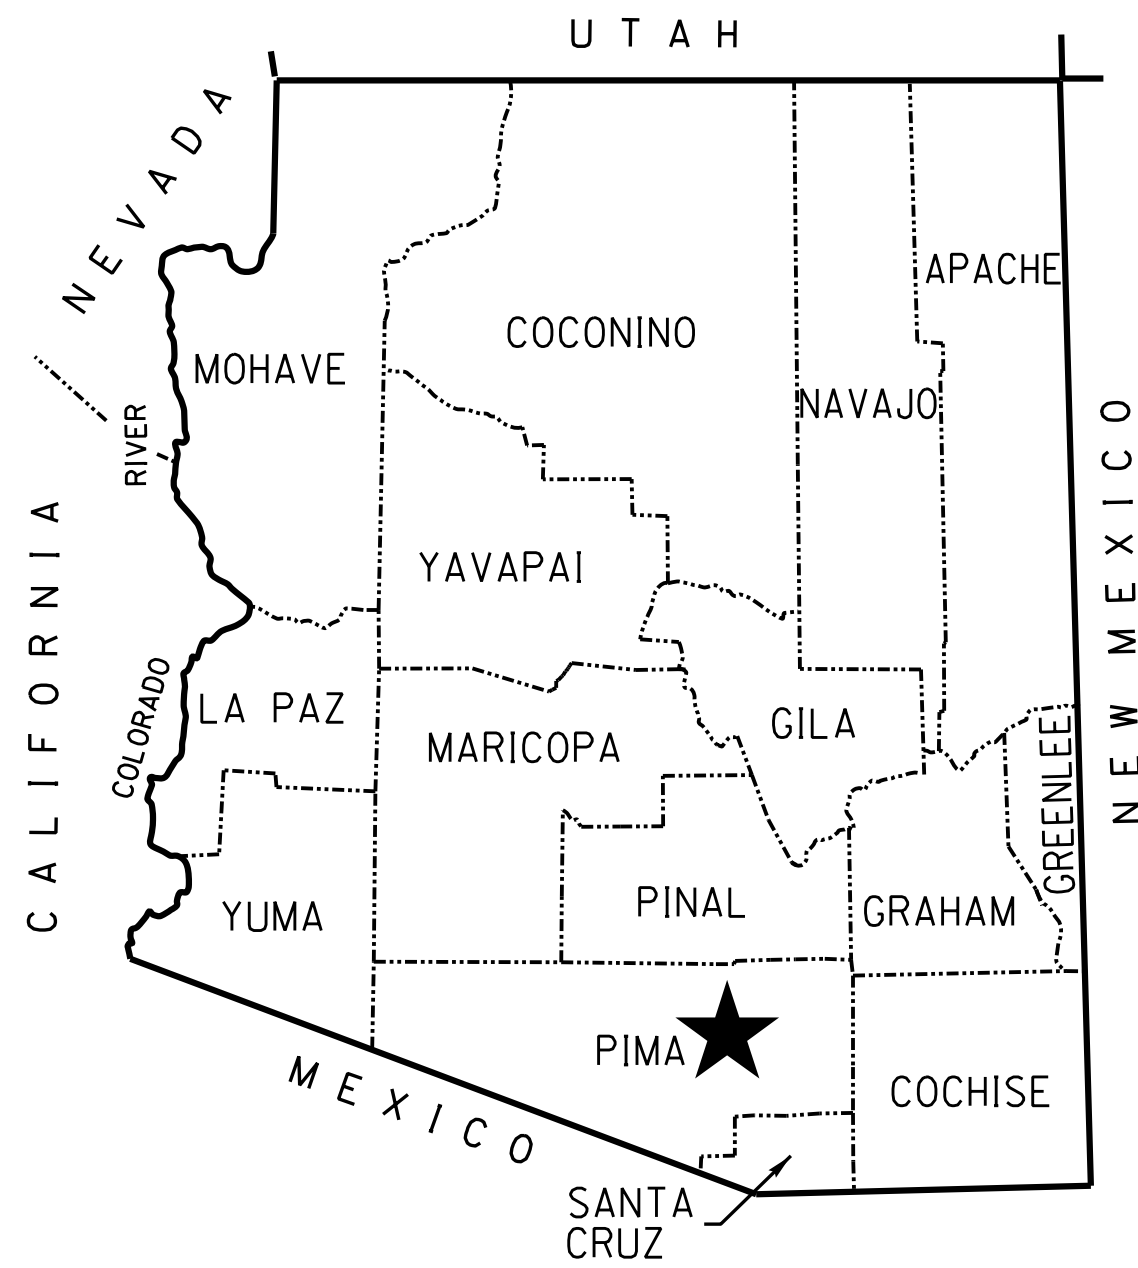 UTAH
NEVADA
APACHE
COCONINO
MOHAVE
NAVAJO
RIVER
NEW MEXICO
CALIFORNIA
YAVAPAI
COLORADO
LA PAZ
GILA
MARICOPA
GREENLEE
PINAL
GRAHAM
YUMA
PIMA
COCHISE
MEXICO
SANTA
CRUZ